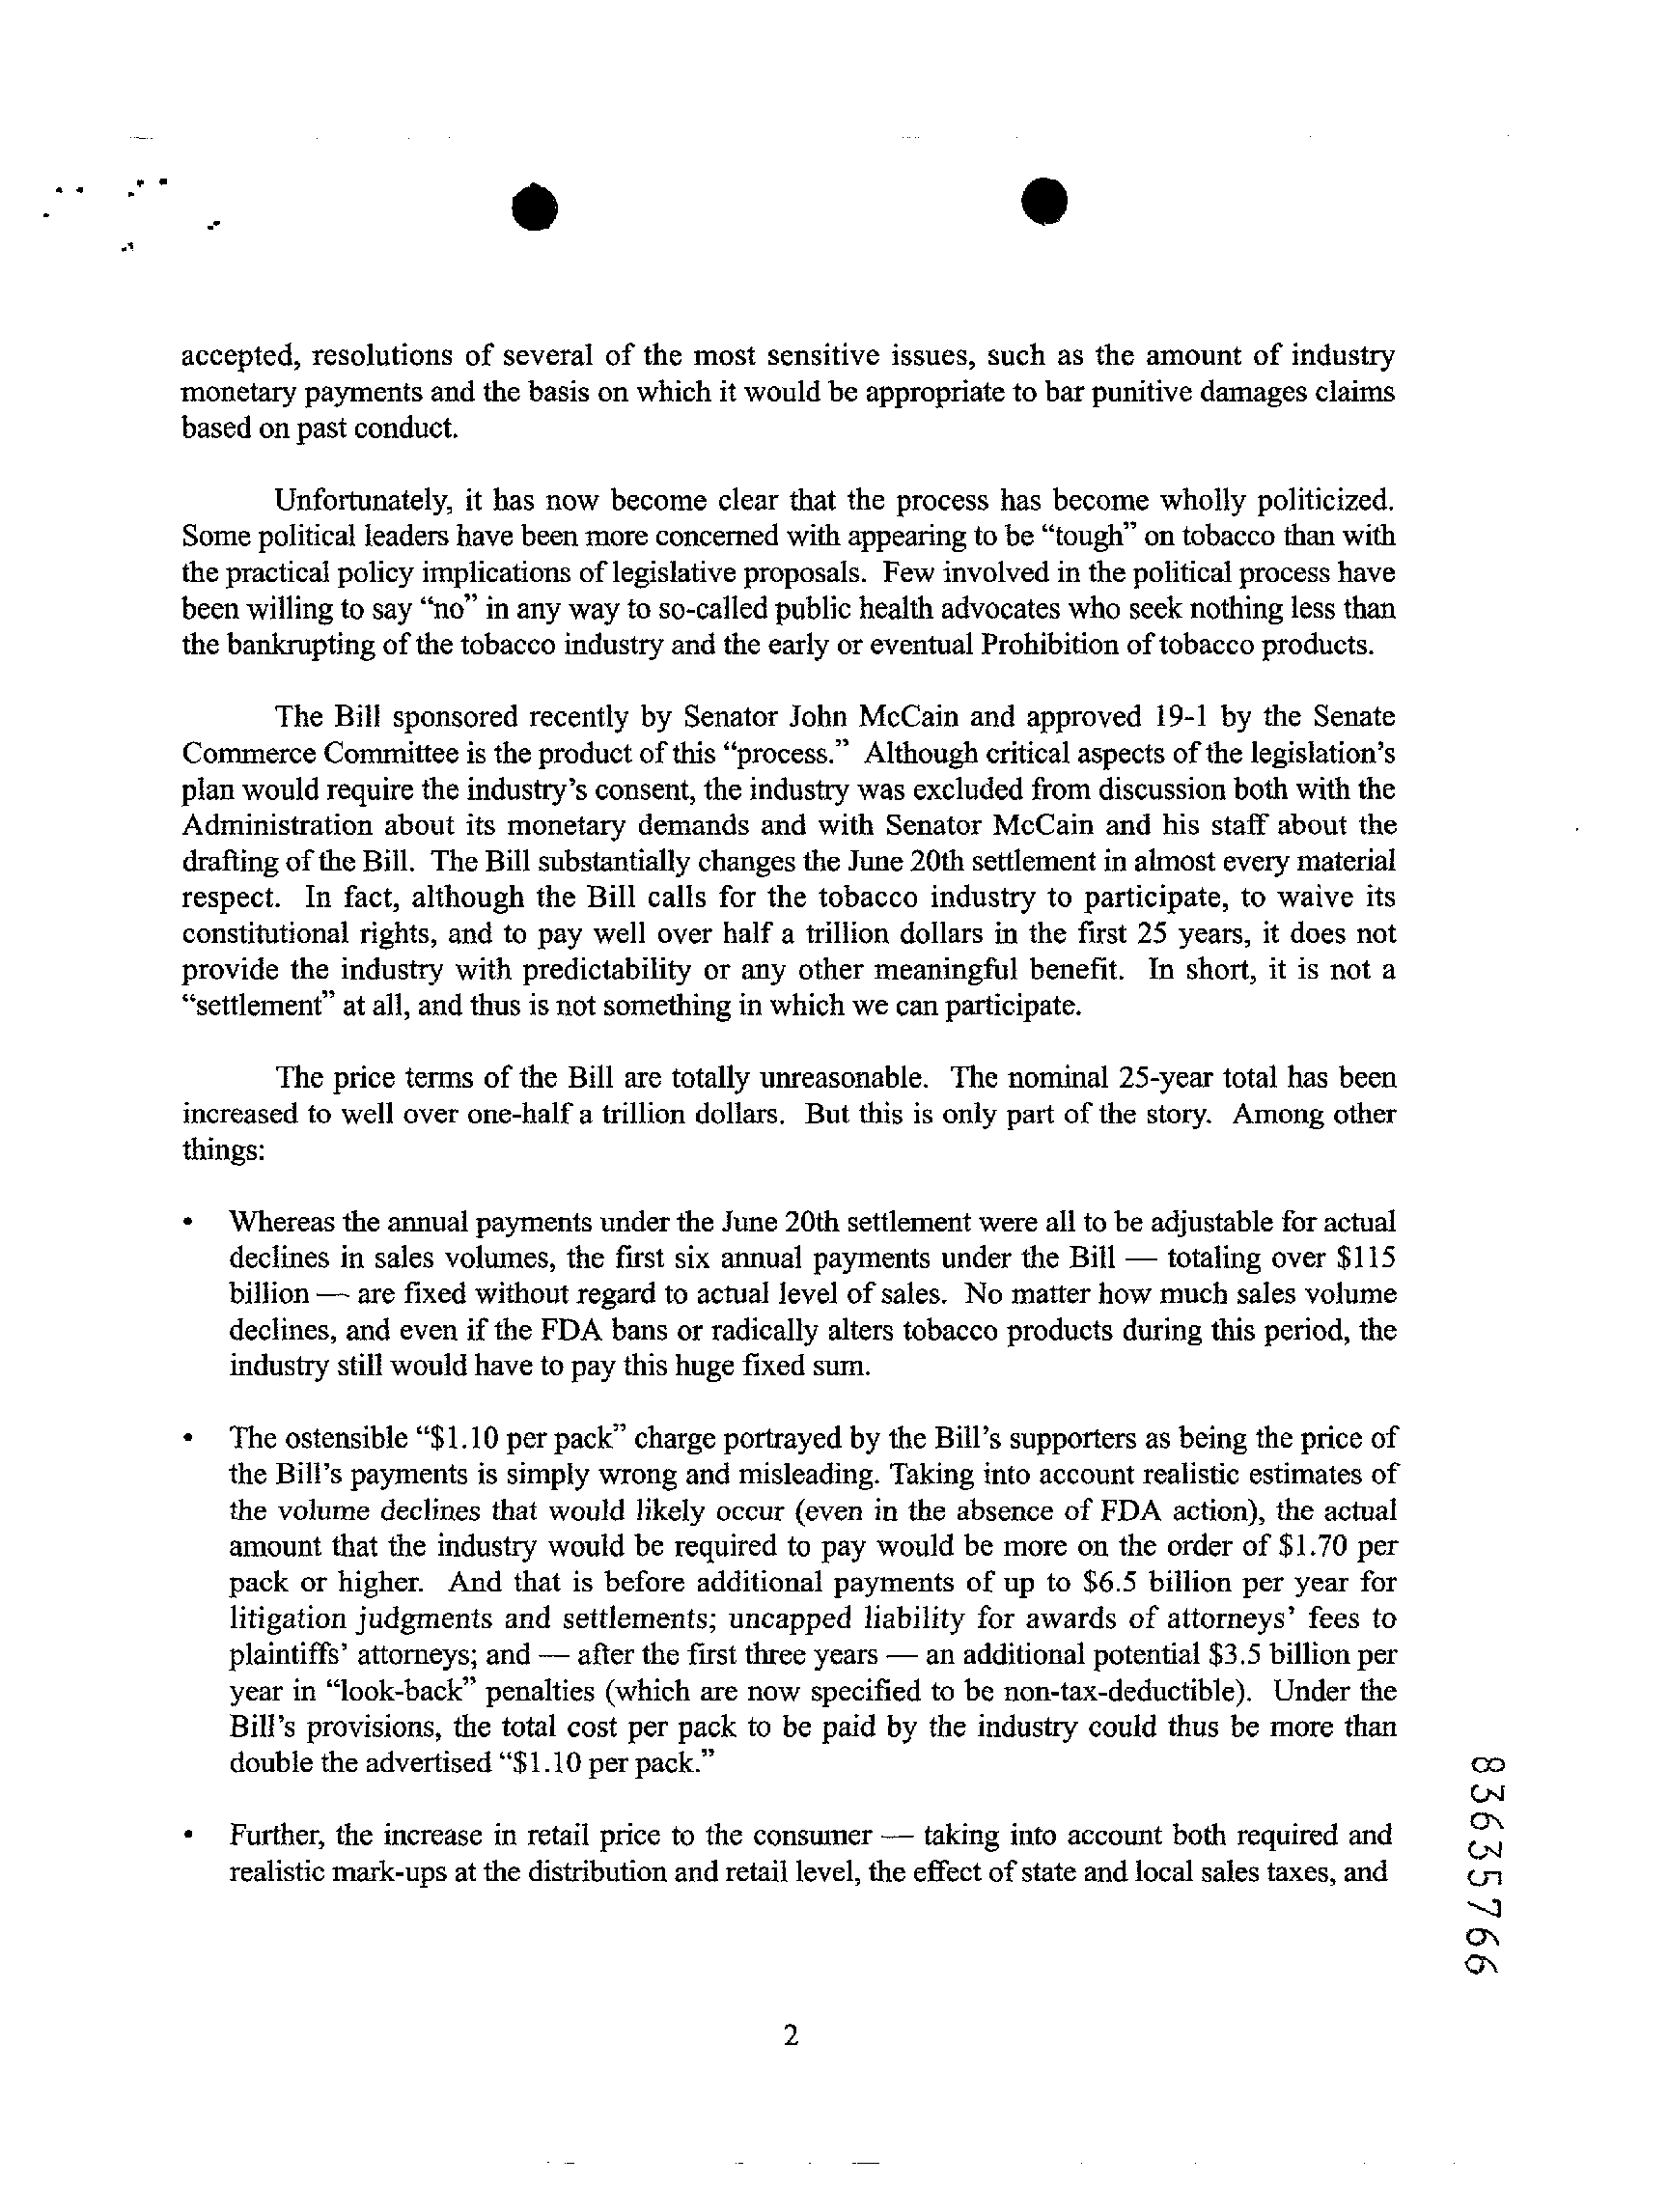 accepted, resolutions of several of the most sensitive issues, such as the amount of industry
monetary payments and the basis on which it would be appropriate to bar punitive damages claims
based on past conduct.
Unfortunately, it has now become clear that the process has become wholly politicized.
Some political leaders have been more concerned with appearing to be “tough” on tobacco than with
the practical policy implications of legislative proposals. Few involved in the political process have
been willing to say “no” in any way to so-called public health advocates who seek nothing less than
the bankrupting of the tobacco industry and the early or eventual Prohibition of tobacco products.
The Bill sponsored recently by Senator John McCain and approved 19-1 by the Senate
Commerce Committee is the product of this “process.” Although critical aspects of the legislation’s
plan would require the industry’s consent, the industry was excluded from discussion both with the
Administration about its monetary demands and with Senator McCain and his staff about the
drafting of the Bill. The Bill substantially changes the June 20th settlement in almost every material
respect. In fact, although the Bill calls for the tobacco industry to participate, to waive its
constitutional rights, and to pay well over half a trillion dollars in the first 25 years, it does not
provide the industry with predictability or any other meaningful benefit. In short, it is not a
“settlement” at all, and thus is not something in which we can participate.
The price terms of the Bill are totally unreasonable. The nominal 25-year total has been
increased to well over one-half a trillion dollars. But this is only part of the story. Among other
things:
• Whereas the annual payments under the June 20th settlement were all to be adjustable for actual
declines in sales volumes, the first six annual payments under the Bill — totaling over $115
billion — are fixed without regard to actual level of sales. No matter how much sales volume
declines, and even if the FDA bans or radically alters tobacco products during this period, the
industry still would have to pay this huge fixed sum.
• The ostensible “$1.10 per pack” charge portrayed by the Bill’s supporters as being the price of
the Bill’s payments is simply wrong and misleading. Taking into account realistic estimates of
the volume declines that would likely occur (even in the absence of FDA action), the actual
amount that the industry would be required to pay would be more on the order of $1.70 per
pack or higher. And that is before additional payments of up to $6.5 billion per year for
litigation judgments and settlements; uncapped liability for awards of attorneys’ fees to
plaintiffs’ attorneys; and — after the first three years — an additional potential $3.5 billion per
year in “look-back” penalties (which are now specified to be non-tax-deductible). Under the
Bill’s provisions, the total cost per pack to be paid by the industry could thus be more than
double the advertised “$1.10 per pack.”
• Further, the increase in retail price to the consumer — taking into account both required and
realistic mark-ups at the distribution and retail level, the effect of state and local sales taxes, and
83635766
2